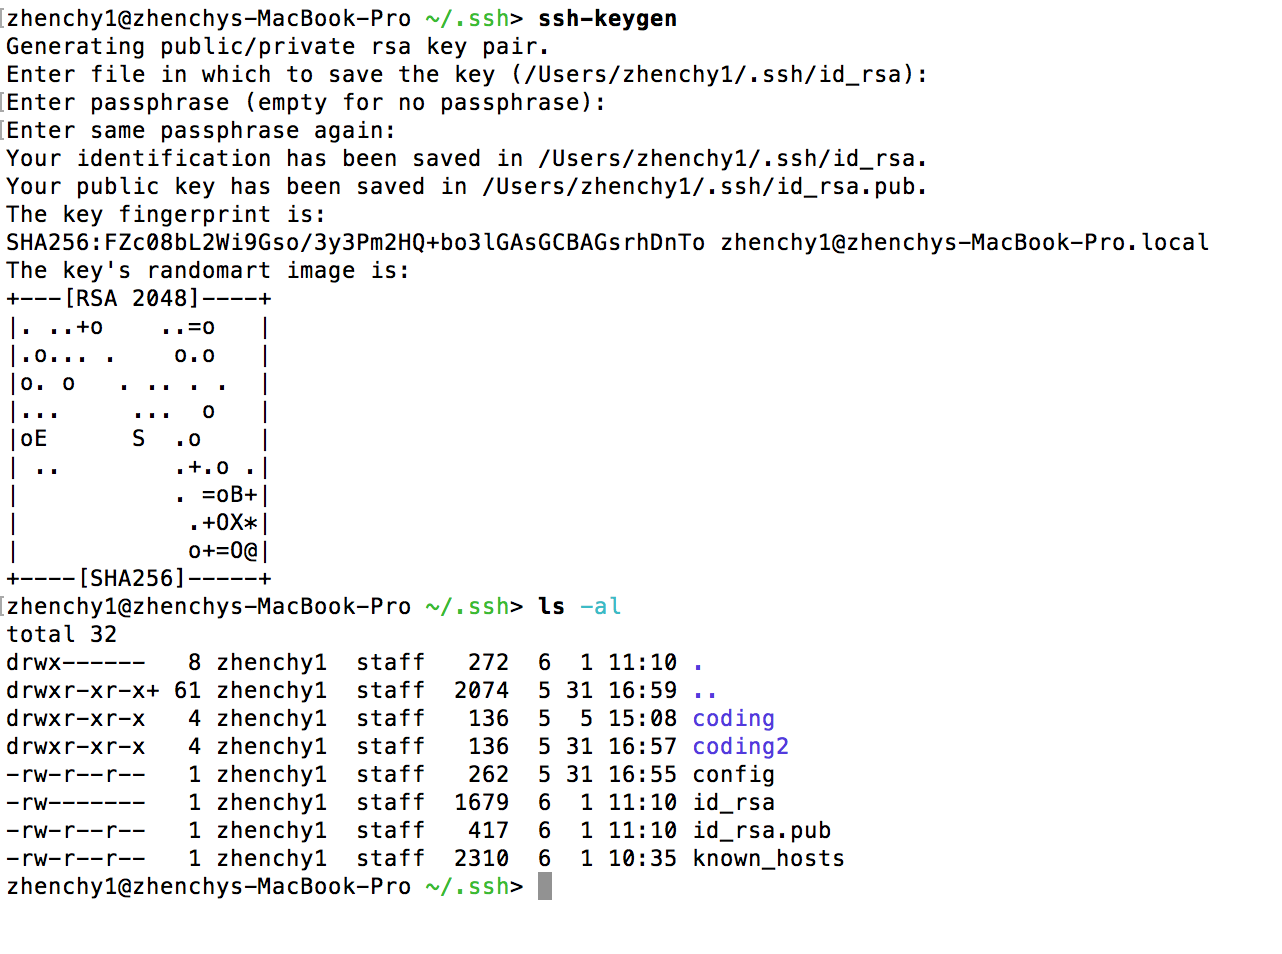 zhenchy1@zhenchys-MacBook-Pro ~/.ssh> ssh-keygen
Generating public/private rsa key pair.
Enter file in which to save the key (/Users/zhenchy1/.ssh/id_rsa):
Enter passphrase (empty for no passphrase):
Enter same passphrase again:
Your identification has been saved in /Users/zhenchy1/.ssh/id_rsa.
Your public key has been saved in /Users/zhenchy1/.ssh/id_rsa.pub.
The key fingerprint is:
SHA256:FZc08bL2Wi9Gso/3y3Pm2HQ+bo3lGAsGCBAGsrhDnTo zhenchy1@zhenchys-MacBook-Pro.local
The key's randomart image is:
+---[RSA 2048]----+
|. ..+o    ..=o   |
|.o... .    o.o   |
|o. o   . .. . .  |
|...     ...  o   |
|oE      S  .o    |
| ..        .+.o .|
|           . =oB+|
|            .+OX*|
|            o+=O@|
+----[SHA256]-----+
zhenchy1@zhenchys-MacBook-Pro ~/.ssh> ls -al
total 32
drwx------   8 zhenchy1  staff   272  6  1 11:10 .
drwxr-xr-x+ 61 zhenchy1  staff  2074  5 31 16:59 ..
drwxr-xr-x   4 zhenchy1  staff   136  5  5 15:08 coding
drwxr-xr-x   4 zhenchy1  staff   136  5 31 16:57 coding2
-rw-r--r--   1 zhenchy1  staff   262  5 31 16:55 config
-rw-------   1 zhenchy1  staff  1679  6  1 11:10 id_rsa
-rw-r--r--   1 zhenchy1  staff   417  6  1 11:10 id_rsa.pub
-rw-r--r--   1 zhenchy1  staff  2310  6  1 10:35 known_hosts
zhenchy1@zhenchys-MacBook-Pro ~/.ssh>